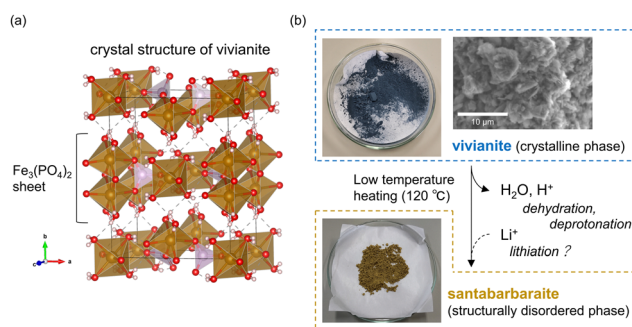 (a)
crystal structure of vivianite
Fe3(PO4)2
sheet
b
c
a
(b)
10 μm
vivianite (crystalline phase)
Low temperature
heating (120 ℃)
H2O, H+
dehydration,
deprotonation
Li+
lithiation ?
santabarbaraite
(structurally disordered phase)